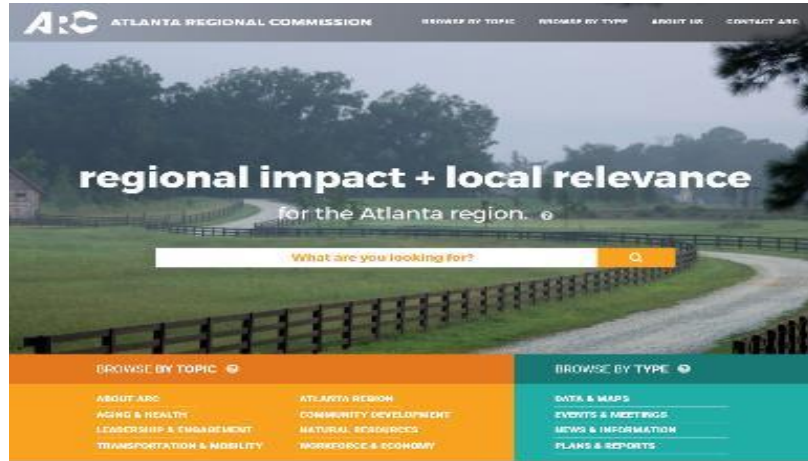 ARC ATLANTA REGIONAL COMMISSION BROWSE BY TOPIC BROWSE BY TYPE ABOUT US CONTACT ARC
regional impact + local relevance
for the Atlanta region.
What are you looking for?
BROWSE BY TOPIC
BROWSE BY TYPE
ABOUT ARC
AGING & HEALTH
LEADERSHIP & ENGAGEMENT
TRANSPORTATION & MOBILITY
ATLANTA REGION
COMMUNITY DEVELOPMENT
NATURAL RESOURCES
WORKFORCE & ECONOMY
DATA & MAPS
EVENTS & MEETINGS
NEWS & INFORMATION
PLANS & REPORTS